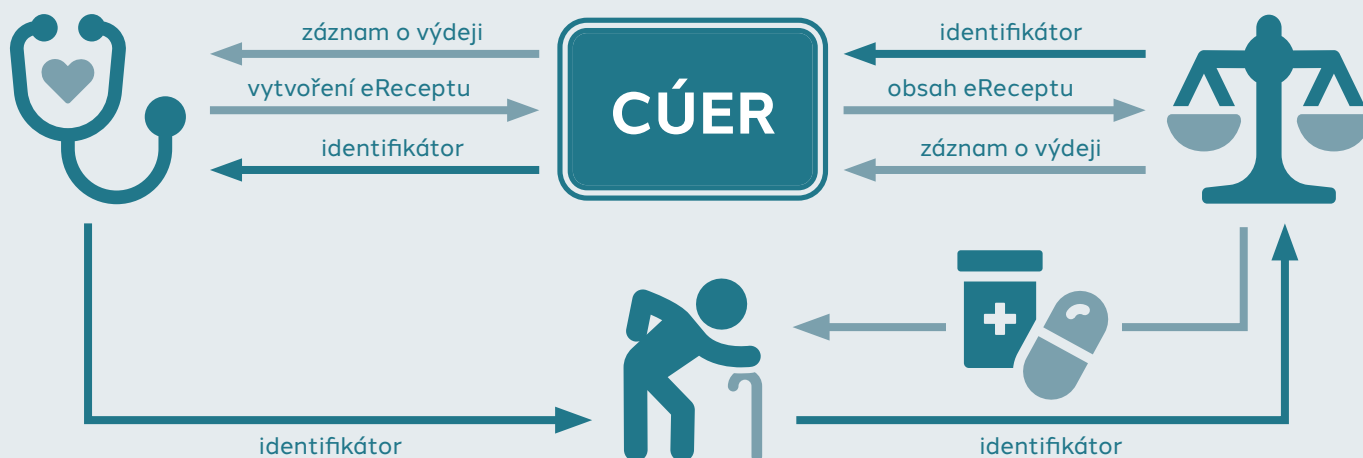 záznam o výdeji
vytvoření eReceptu
identifikátor
CÚER
identifikátor
obsah eReceptu
záznam o výdeji
identifikátor
identifikátor